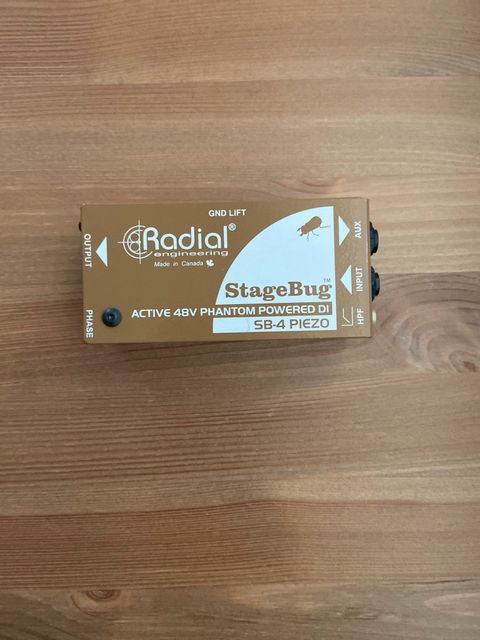 GND LIFT
OUTPUT
Radial®
engineering
Made in Canada
AUX
INPUT
StageBug™
ACTIVE 48V PHANTOM POWERED DI
SB-4 PIEZO
PHASE
HPF